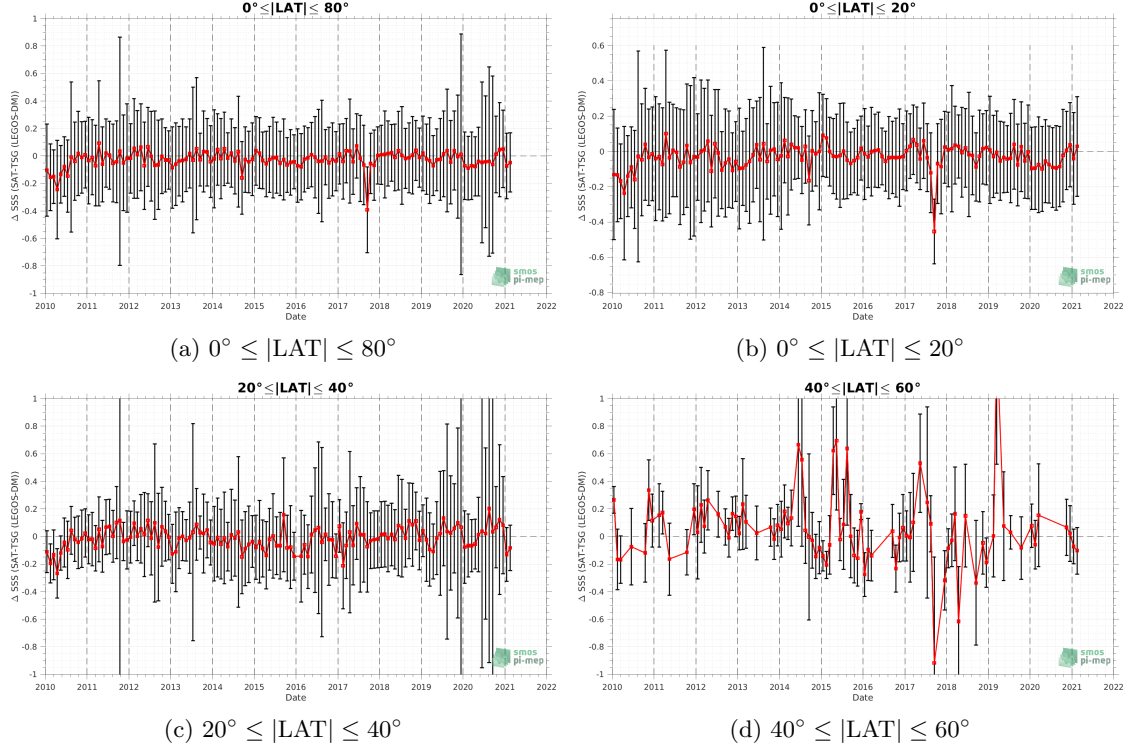 0°≤|LAT|≤ 80°
Δ SSS (SAT-TSG (LEGOS-DM))
1
0.8
0.6
0.4
0.2
0
-0.2
-0.4
-0.6
-0.8
-1
2010 2011 2012 2013 2014 2015 2016 2017 2018 2019 2020 2021 2022
Date
smos
pi-mep
(a) 0° ≤ |LAT| ≤ 80°
0°≤|LAT|≤ 20°
Δ SSS (SAT-TSG (LEGOS-DM))
0.6
0.4
0.2
0
-0.2
-0.4
-0.6
-0.8
2010 2011 2012 2013 2014 2015 2016 2017 2018 2019 2020 2021 2022
Date
smos
pi-mep
(b) 0° ≤ |LAT| ≤ 20°
20°≤|LAT|≤ 40°
Δ SSS (SAT-TSG (LEGOS-DM))
1
0.8
0.6
0.4
0.2
0
-0.2
-0.4
-0.6
-0.8
-1
2010 2011 2012 2013 2014 2015 2016 2017 2018 2019 2020 2021 2022
Date
smos
pi-mep
(c) 20° ≤ |LAT| ≤ 40°
40°≤|LAT|≤ 60°
Δ SSS (SAT-TSG (LEGOS-DM))
1
0.8
0.6
0.4
0.2
0
-0.2
-0.4
-0.6
-0.8
-1
2010 2011 2012 2013 2014 2015 2016 2017 2018 2019 2020 2021 2022
Date
smos
pi-mep
(d) 40° ≤ |LAT| ≤ 60°